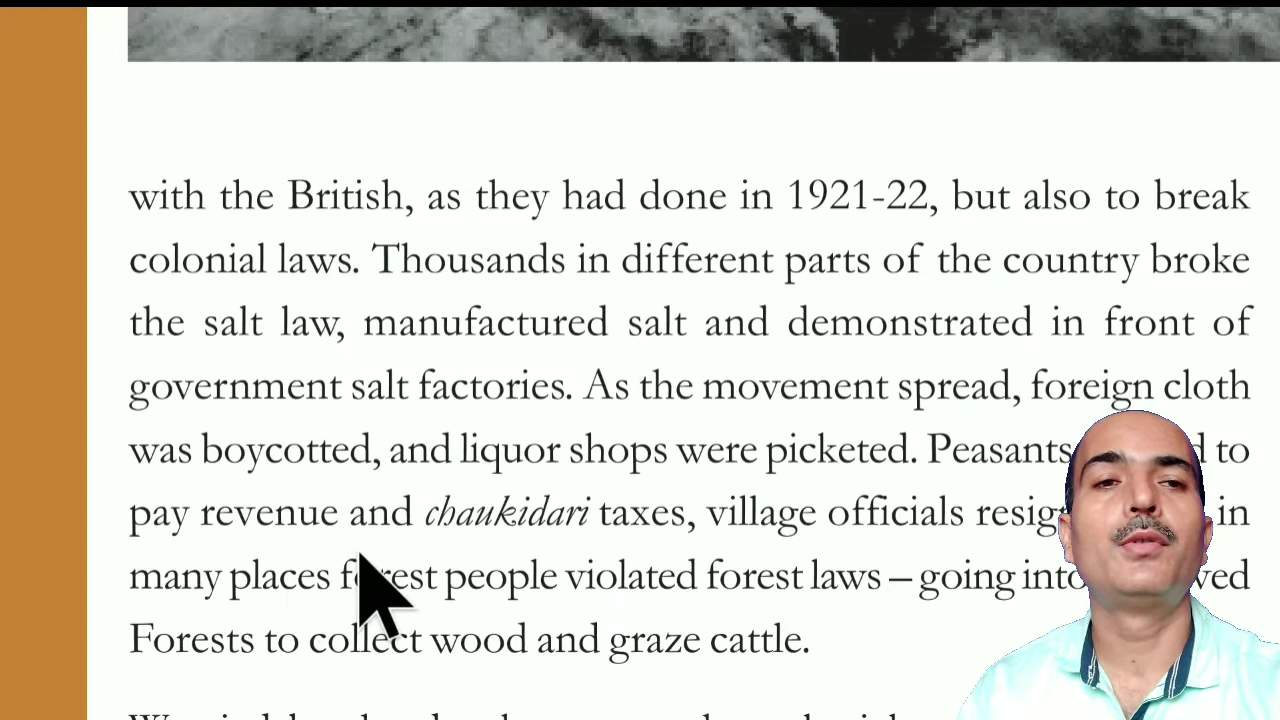 with the British, as they had done in 1921-22, but also to break
colonial laws. Thousands in different parts of the country broke
the salt law, manufactured salt and demonstrated in front of
government salt factories. As the movement spread, foreign cloth
was boycotted, and liquor shops were picketed. Peasants to
pay revenue and chaukidari taxes, village officials in
many places forest people violated forest laws – going into
Forests to collect wood and graze cattle.